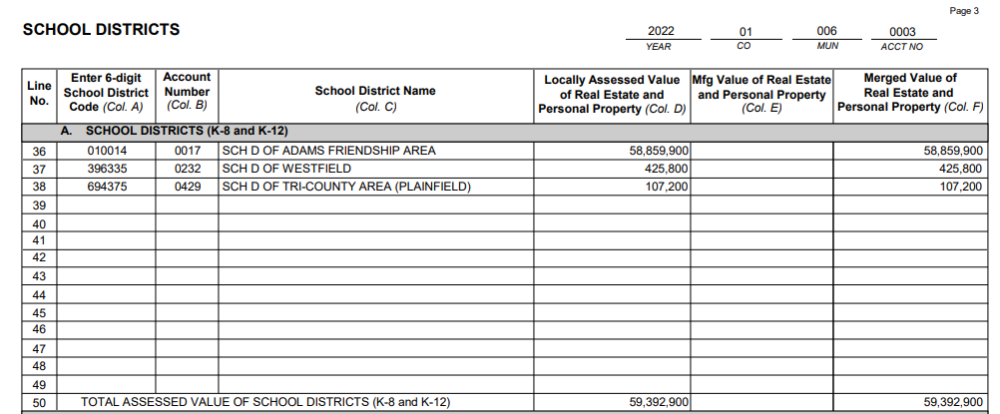 Page 3
SCHOOL DISTRICTS
2022 01 006 0003
YEAR CO MUN ACCT NO
Line No. Enter 6-digit School District Code (Col. A) Account Number (Col. B) School District Name (Col. C) Locally Assessed Value of Real Estate and Personal Property (Col. D) Mfg Value of Real Estate and Personal Property (Col. E) Merged Value of Real Estate and Personal Property (Col. F)
A. SCHOOL DISTRICTS (K-8 and K-12)
36 010014 0017 SCH D OF ADAMS FRIENDSHIP AREA 58,859,900 58,859,900
37 396335 0232 SCH D OF WESTFIELD 425,800 425,800
38 694375 0429 SCH D OF TRI-COUNTY AREA (PLAINFIELD) 107,200 107,200
39
40
41
42
43
44
45
46
47
48
49
50 TOTAL ASSESSED VALUE OF SCHOOL DISTRICTS (K-8 and K-12) 59,392,900 59,392,900